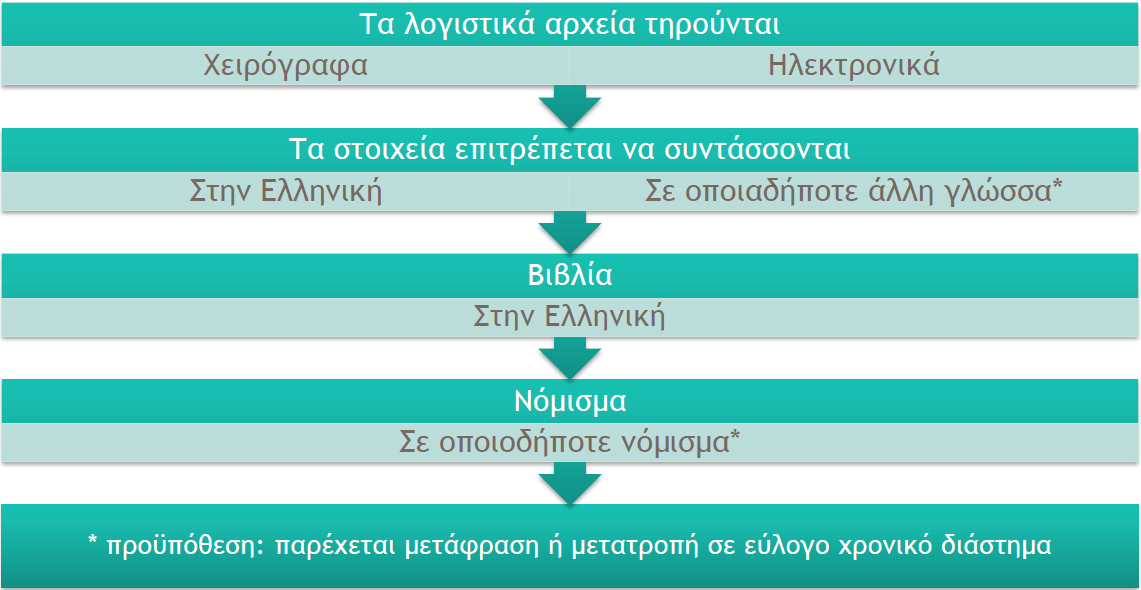 Τα λογιστικά αρχεία τηρούνται
Χειρόγραφα
Ηλεκτρονικά
Τα στοιχεία επιτρέπεται να συντάσσονται
Στην Ελληνική
Σε οποιαδήποτε άλλη γλώσσα*
Βιβλία
Στην Ελληνική
Νόμισμα
Σε οποιοδήποτε νόμισμα*
* προϋπόθεση: παρέχεται μετάφραση ή μετατροπή σε εύλογο χρονικό διάστημα